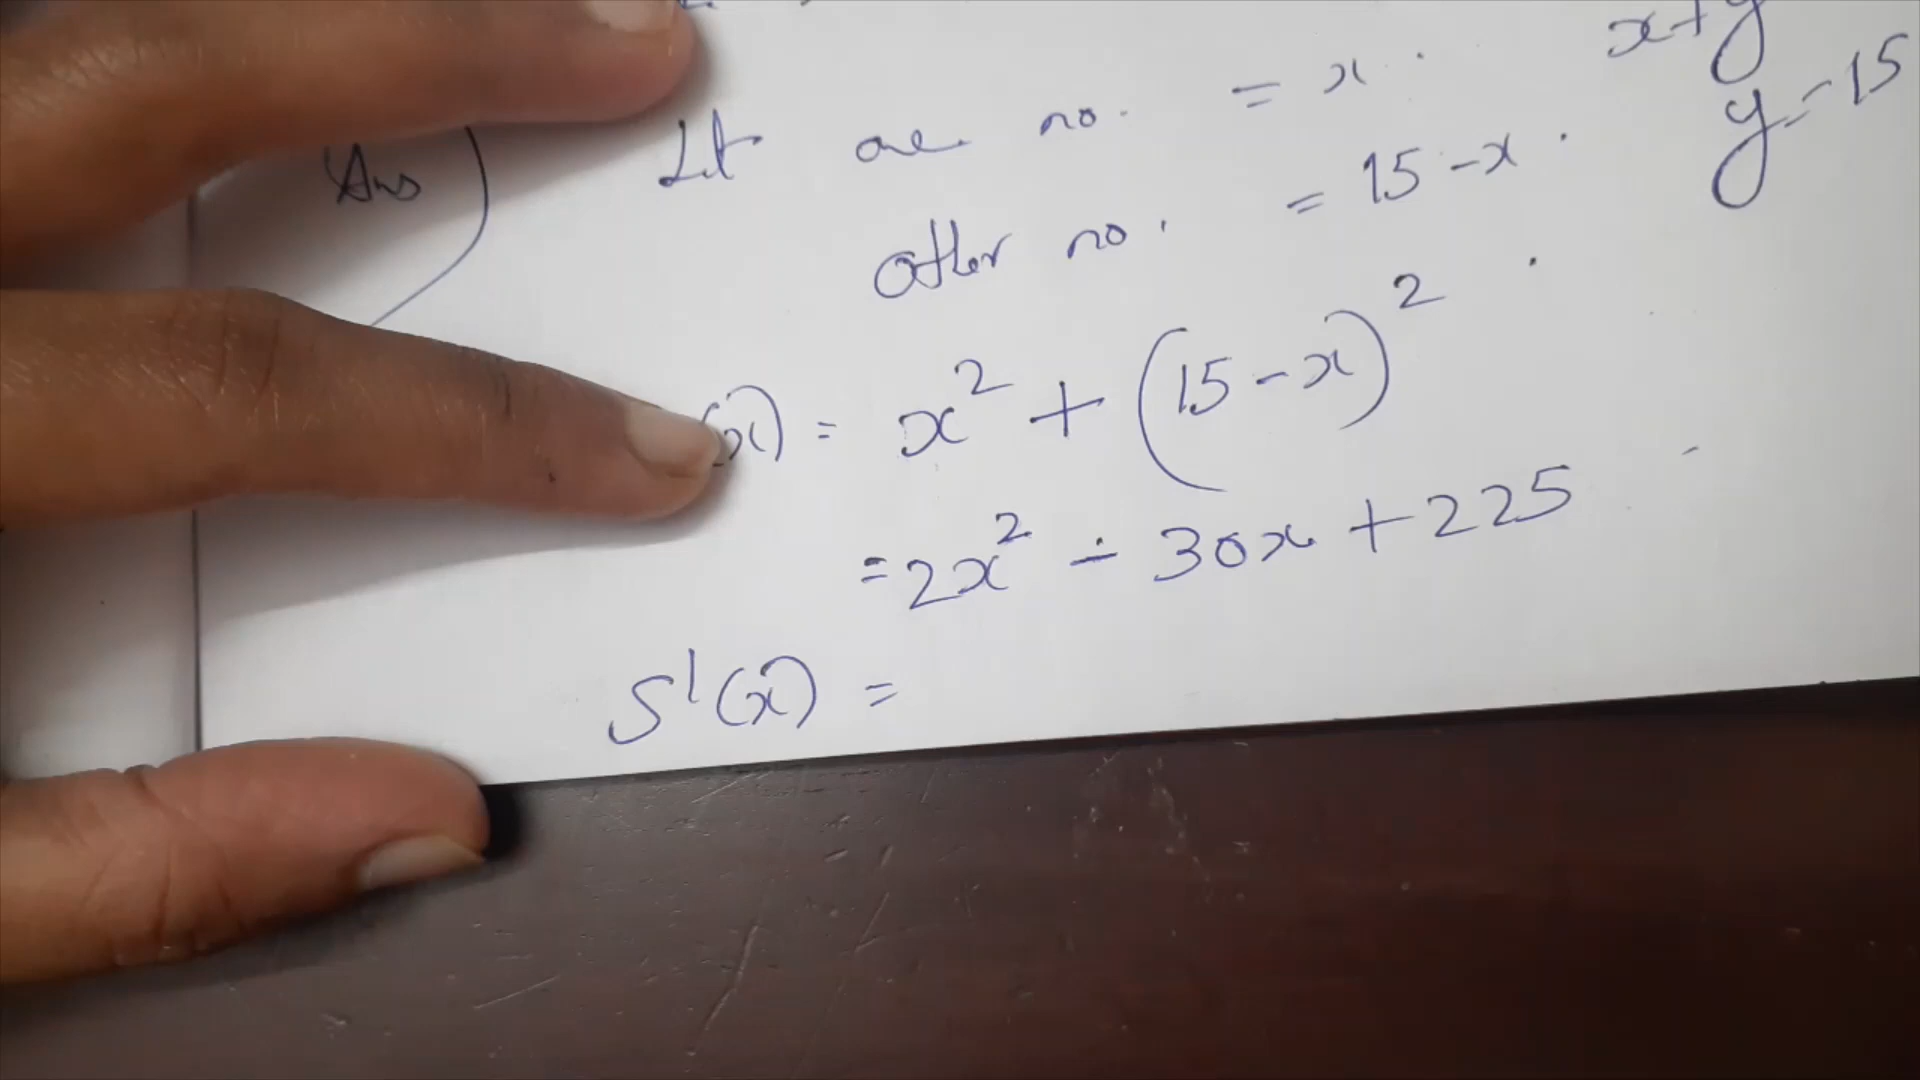 x+y
Ans) Let one no. = x.
y = 15
other no. = 15 - x.
(x) = x² + (15 - x)²
= 2x² - 30x + 225
S'(x) =